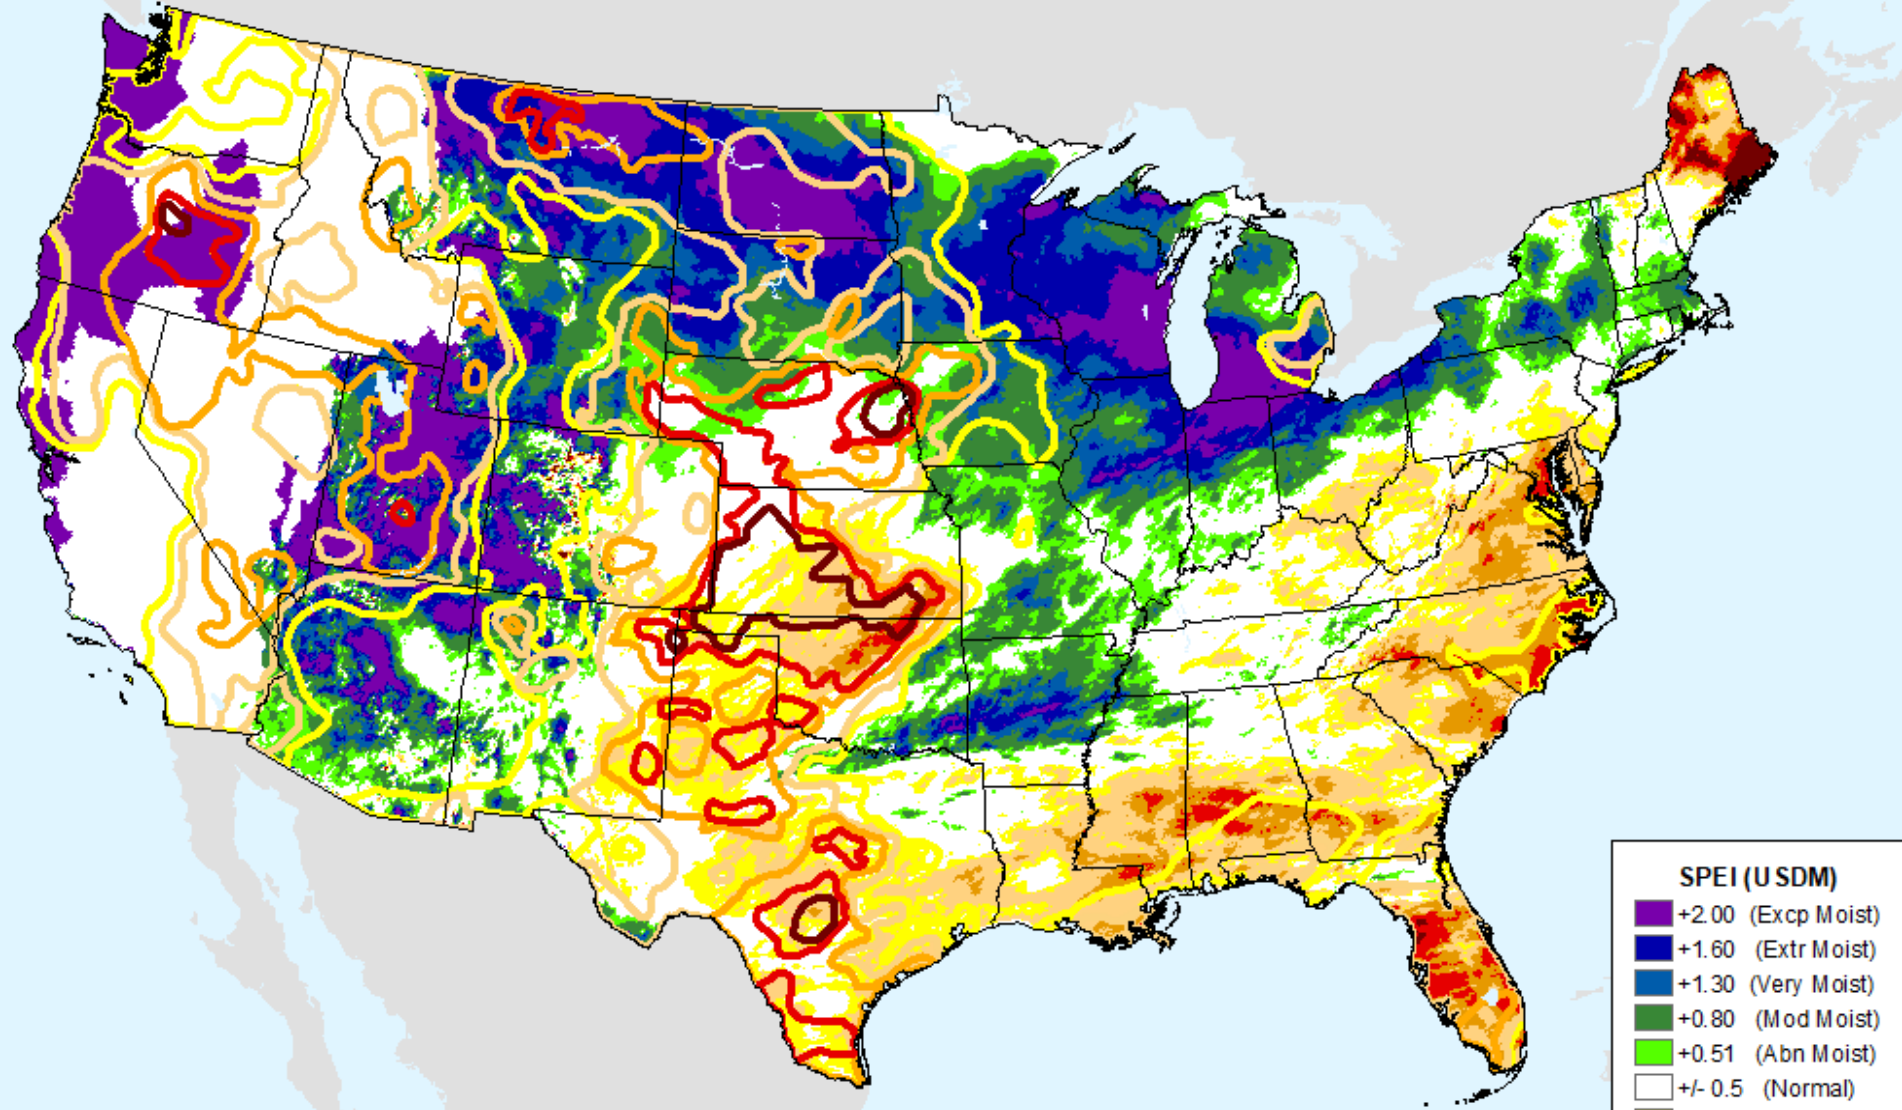 SPEI (USDM)
+2.00 (Excp Moist)
+1.60 (Extr Moist)
+1.30 (Very Moist)
+0.80 (Mod Moist)
+0.51 (Abn Moist)
+/- 0.5 (Normal)